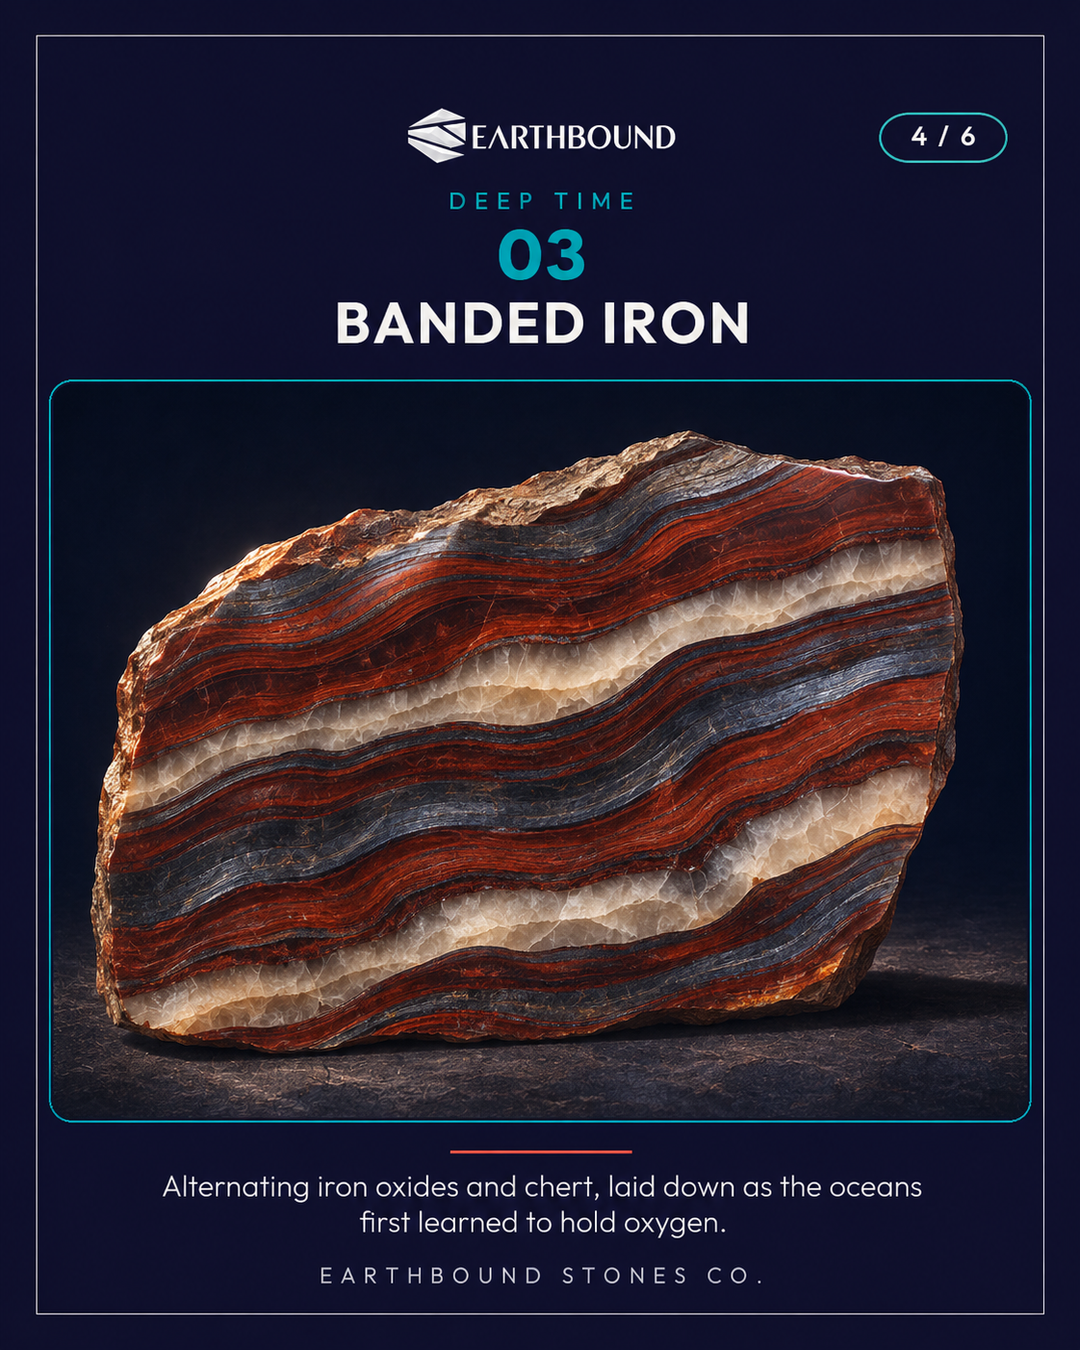 EARTHBOUND
4 / 6
DEEP TIME
03
BANDED IRON
Alternating iron oxides and chert, laid down as the oceans
first learned to hold oxygen.
EARTHBOUND STONES CO.